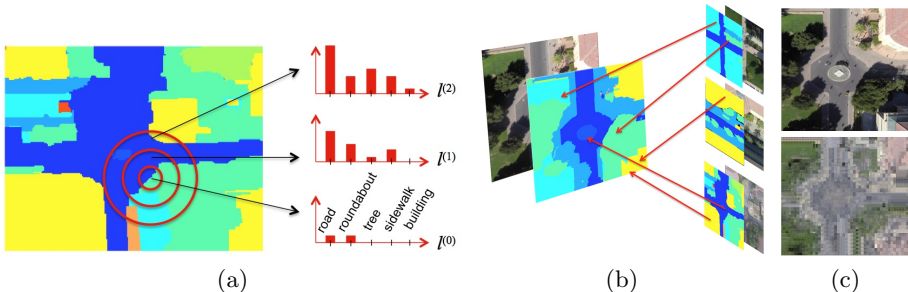 l(2)
l(1)
road
roundabout
tree
sidewalk
building
l(0)
(a)
(b)
(c)